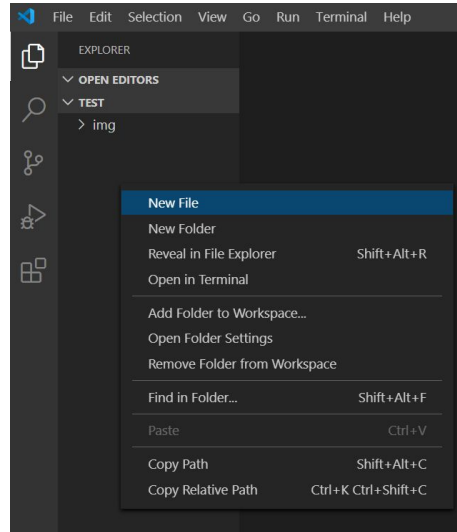 File Edit Selection View Go Run Terminal Help
EXPLORER
OPEN EDITORS
TEST
img
New File
New Folder
Reveal in File Explorer Shift+Alt+R
Open in Terminal
Add Folder to Workspace...
Open Folder Settings
Remove Folder from Workspace
Find in Folder... Shift+Alt+F
Paste Ctrl+V
Copy Path Shift+Alt+C
Copy Relative Path Ctrl+K Ctrl+Shift+C